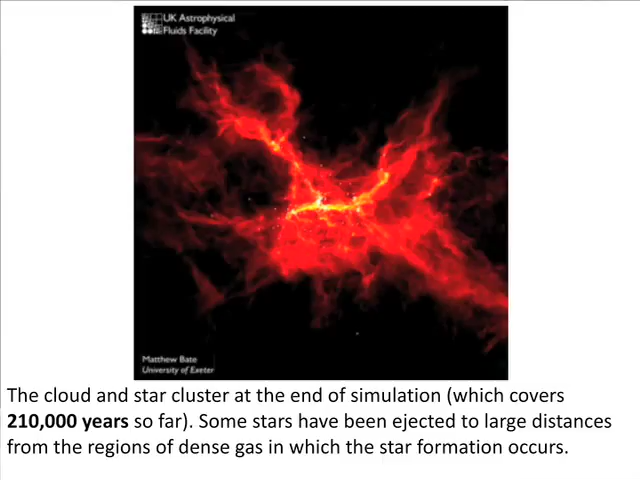 UK Astrophysical
Fluids Facility
Matthew Bate
University of Exeter
The cloud and star cluster at the end of simulation (which covers
210,000 years so far). Some stars have been ejected to large distances
from the regions of dense gas in which the star formation occurs.